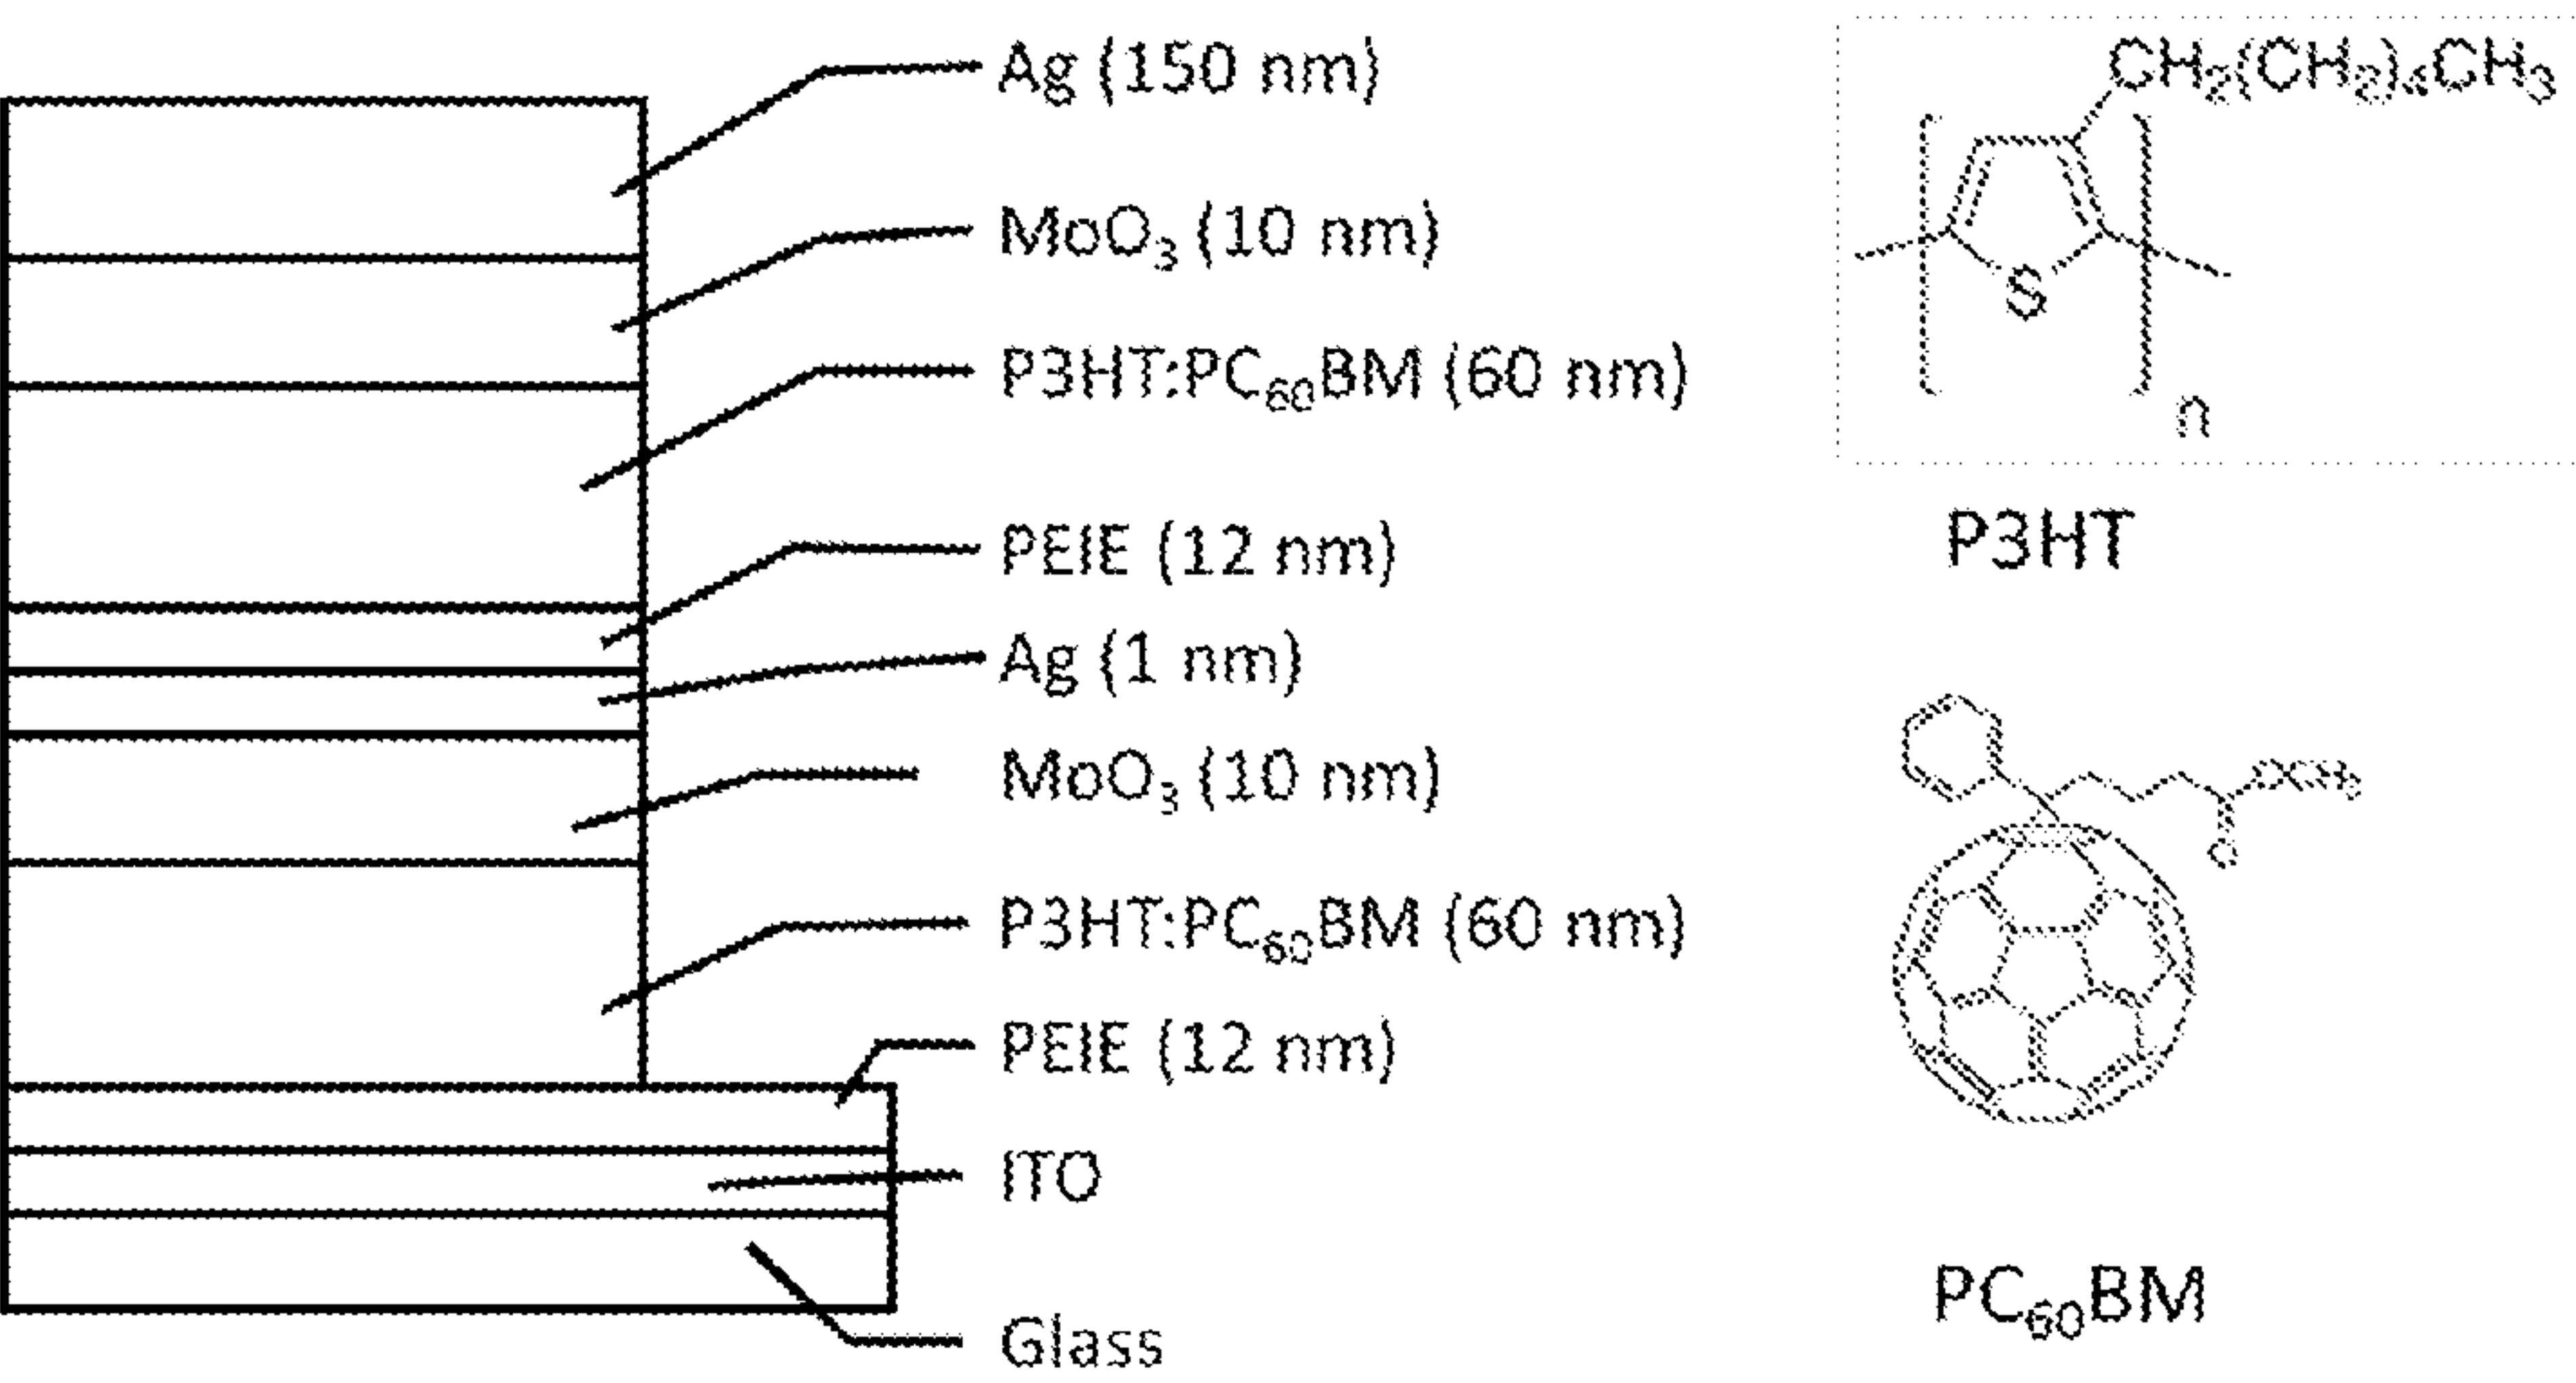 Ag (150 nm)
MoO₃ (10 nm)
P3HT:PC₆₀BM (60 nm)
PEIE (12 nm)
Ag (1 nm)
MoO₃ (10 nm)
P3HT:PC₆₀BM (60 nm)
PEIE (12 nm)
ITO
Glass
CH₂(CH₂)₄CH₃
S
n
P3HT
OCH₃
O
PC₆₀BM